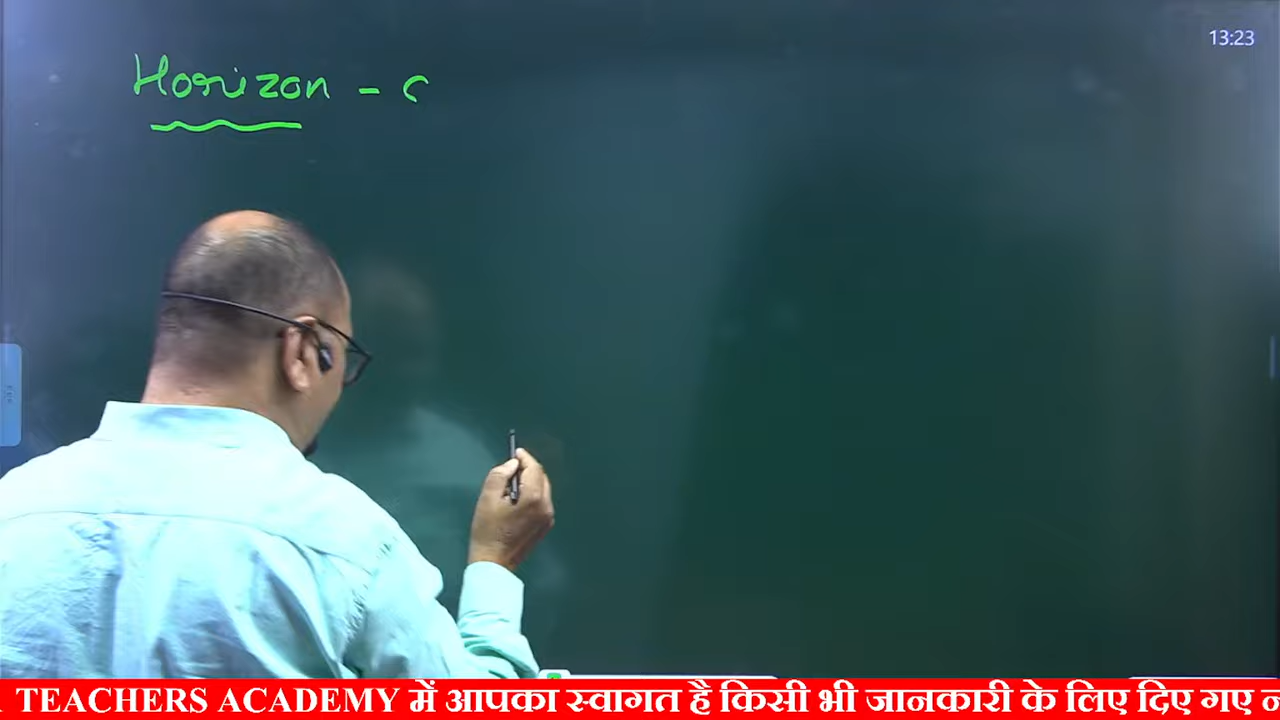 13:23
Horizon - c
TEACHERS ACADEMY में आपका स्वागत है किसी भी जानकारी के लिए दिए गए